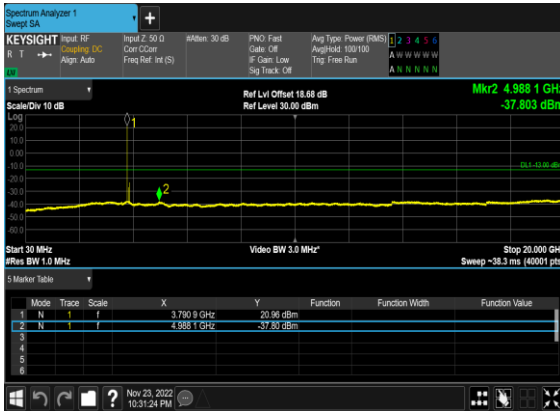 Spectrum Analyzer 1
Swept SA
+
KEYSIGHT Input: RF Input Z: 50 Ω #Atten: 30 dB PNO: Fast Avg Type: Power (RMS) 1 2 3 4 5 6
R T Coupling: DC Corr CCorr Gate: Off Avg|Hold: 100/100 A W W W W W
Align: Auto Freq Ref: Int (S) IF Gain: Low Trig: Free Run
Sig Track: Off A N N N N N
1 Spectrum Ref Lvl Offset 18.68 dB Mkr2 4.988 1 GHz
Scale/Div 10 dB Ref Level 30.00 dBm -37.803 dBm
Log
20.0
10.0
0.00
-10.0
DL1 -13.00 dBm
-20.0
-30.0
-40.0
-50.0
-60.0
1
2
Start 30 MHz Video BW 3.0 MHz* Stop 20.000 GH
#Res BW 1.0 MHz Sweep ~38.3 ms (40001 pts
5 Marker Table
Mode Trace Scale X Y Function Function Width Function Value
1 N 1 f 3.790 9 GHz 20.96 dBm
2 N 1 f 4.988 1 GHz -37.80 dBm
3
4
5
6
? Nov 23, 2022
10:31:24 PM